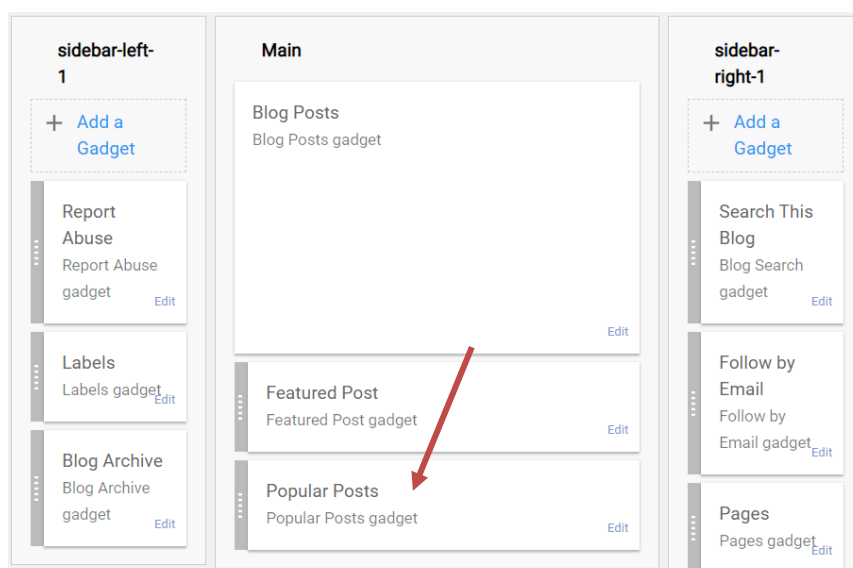 sidebar-left-
1
+ Add a
Gadget
Report
Abuse
Report Abuse
gadget
Edit
Labels
Labels gadget
Edit
Blog Archive
Blog Archive
gadget
Edit
Main
Blog Posts
Blog Posts gadget
Edit
Featured Post
Featured Post gadget
Edit
Popular Posts
Popular Posts gadget
Edit
sidebar-
right-1
+ Add a
Gadget
Search This
Blog
Blog Search
gadget
Edit
Follow by
Email
Follow by
Email gadget
Edit
Pages
Pages gadget
Edit